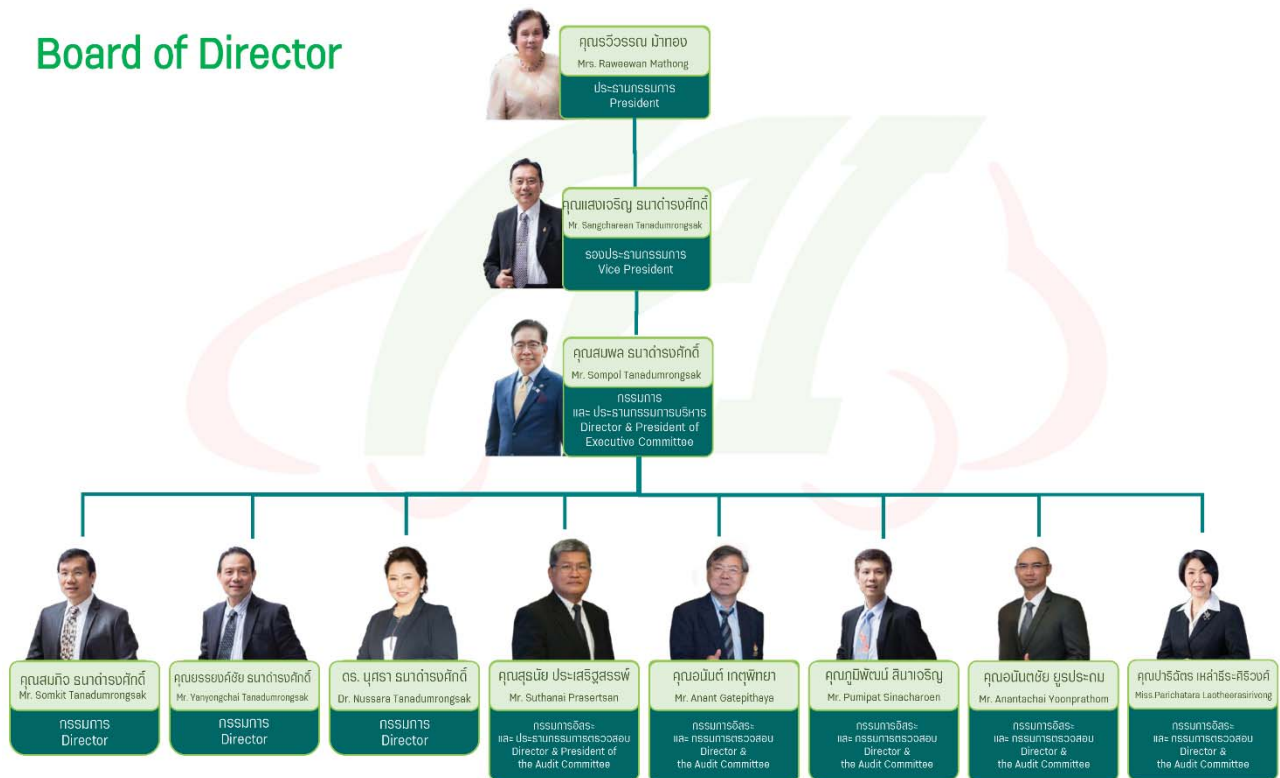 Board of Director
คุณรวีวรรณ ม้าทอง
Mrs. Raweewan Mathong
ประธานกรรมการ
President
คุณแสงเจริญ ธนาดำรงศักดิ์
Mr. Sangchareon Tanadumrongsak
รองประธานกรรมการ
Vice President
คุณสมพล ธนาดำรงศักดิ์
Mr. Sompol Tanadumrongsak
กรรมการ
และ ประธานกรรมการบริหาร
Director & President of
Executive Committee
คุณสมกิจ ธนาดำรงศักดิ์
Mr. Somkit Tanadumrongsak
กรรมการ
Director
คุณยรรยงค์ชัย ธนาดำรงศักดิ์
Mr. Yanyongchai Tanadumrongsak
กรรมการ
Director
ดร. นุศรา ธนาดำรงศักดิ์
Dr. Nussara Tanadumrongsak
กรรมการ
Director
คุณสุธนัย ประเสริฐสรรพ์
Mr. Suthanai Prasertsan
กรรมการอิสระ
และ ประธานกรรมการตรวจสอบ
Director & President of
the Audit Committee
คุณอนันต์ เกตุพิทยา
Mr. Anant Gatepithaya
กรรมการอิสระ
และ กรรมการตรวจสอบ
Director &
the Audit Committee
คุณภูมิพัฒน์ สินาเจริญ
Mr. Pumipat Sinacharoen
กรรมการอิสระ
และ กรรมการตรวจสอบ
Director &
the Audit Committee
คุณอนันตชัย ยูรประถม
Mr. Anantachai Yoonprathom
กรรมการอิสระ
และ กรรมการตรวจสอบ
Director &
the Audit Committee
คุณปาริฉัตร เหล่าธีระศิริวงศ์
Miss.Parichatara Laotheerasirivong
กรรมการอิสระ
และ กรรมการตรวจสอบ
Director &
the Audit Committee